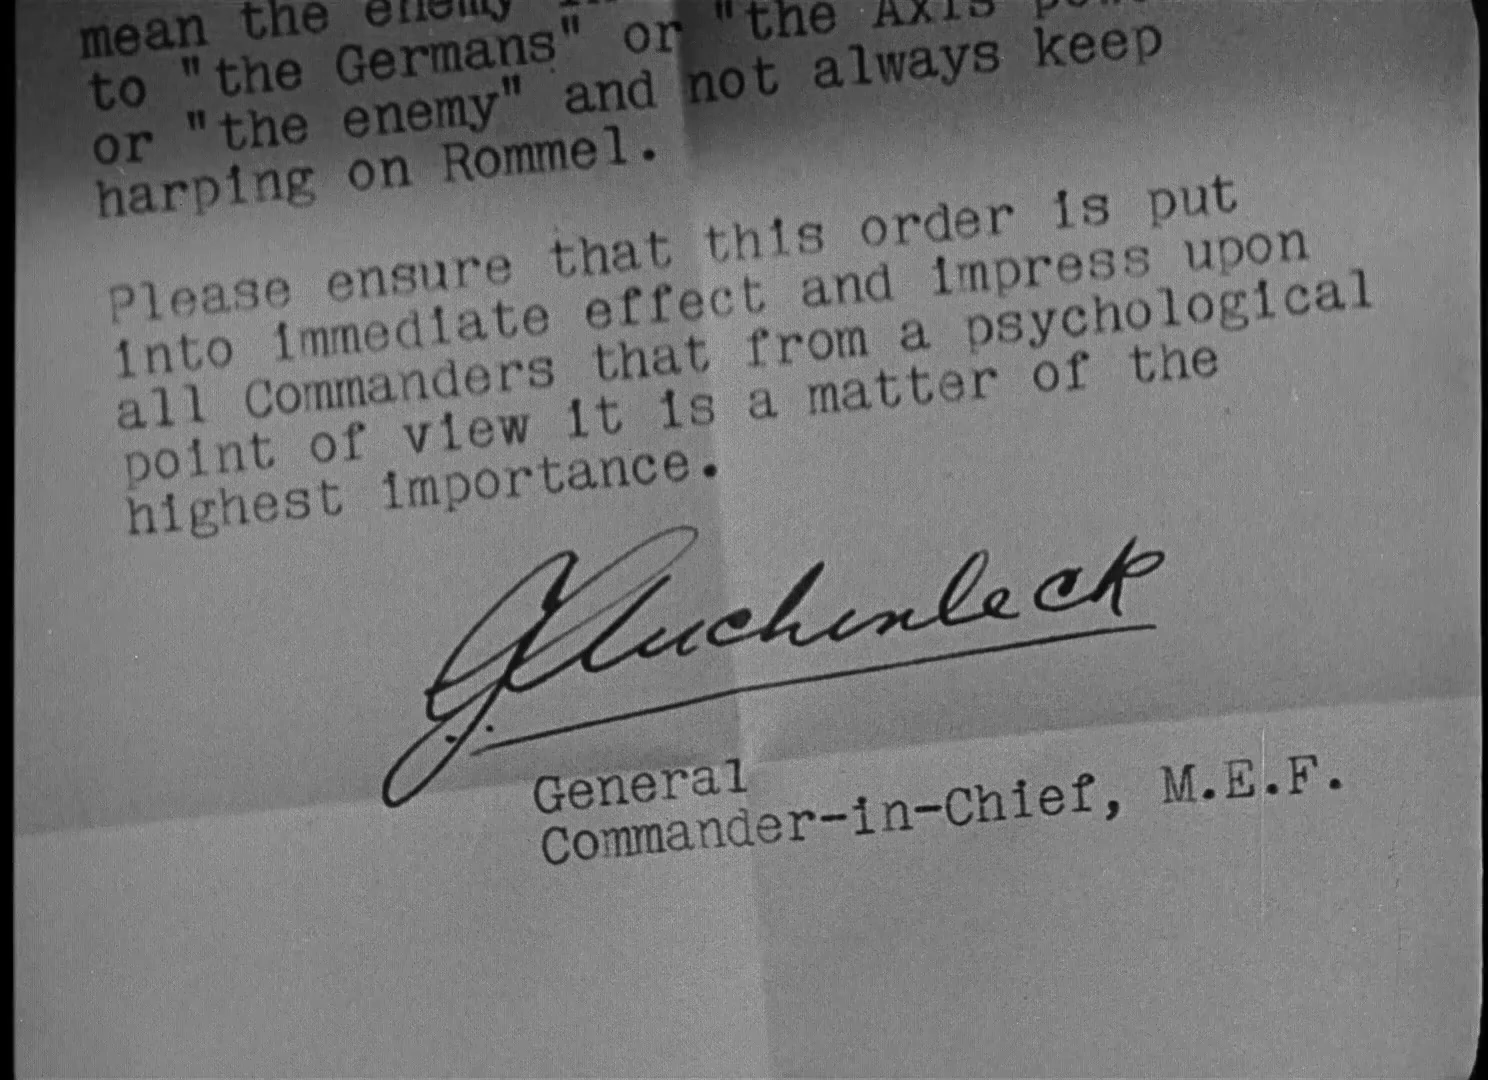 mean the enemy
to "the Germans" or "the Axis
or "the enemy" and not always keep
harping on Rommel.
Please ensure that this order is put
into immediate effect and impress upon
all Commanders that from a psychological
point of view it is a matter of the
highest importance.
Auchinleck
General
Commander-in-Chief, M.E.F.